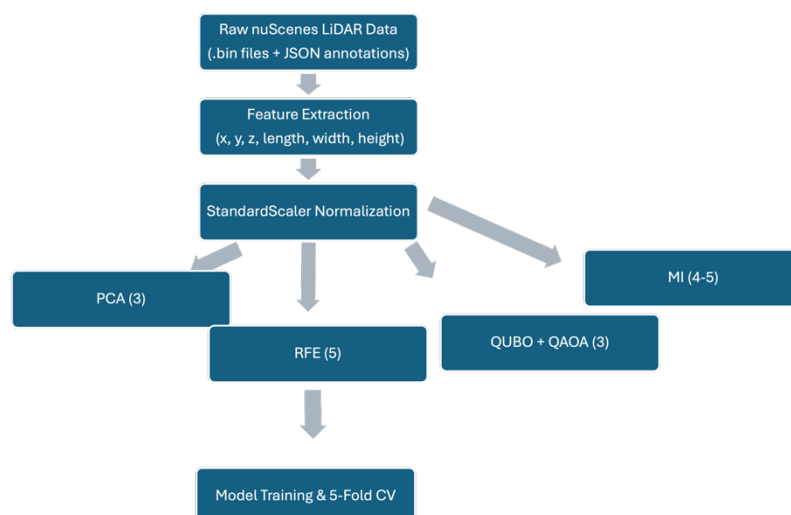 Raw nuScenes LiDAR Data
(.bin files + JSON annotations)
Feature Extraction
(x, y, z, length, width, height)
StandardScaler Normalization
PCA (3)
RFE (5)
QUBO + QAOA (3)
MI (4-5)
Model Training & 5-Fold CV